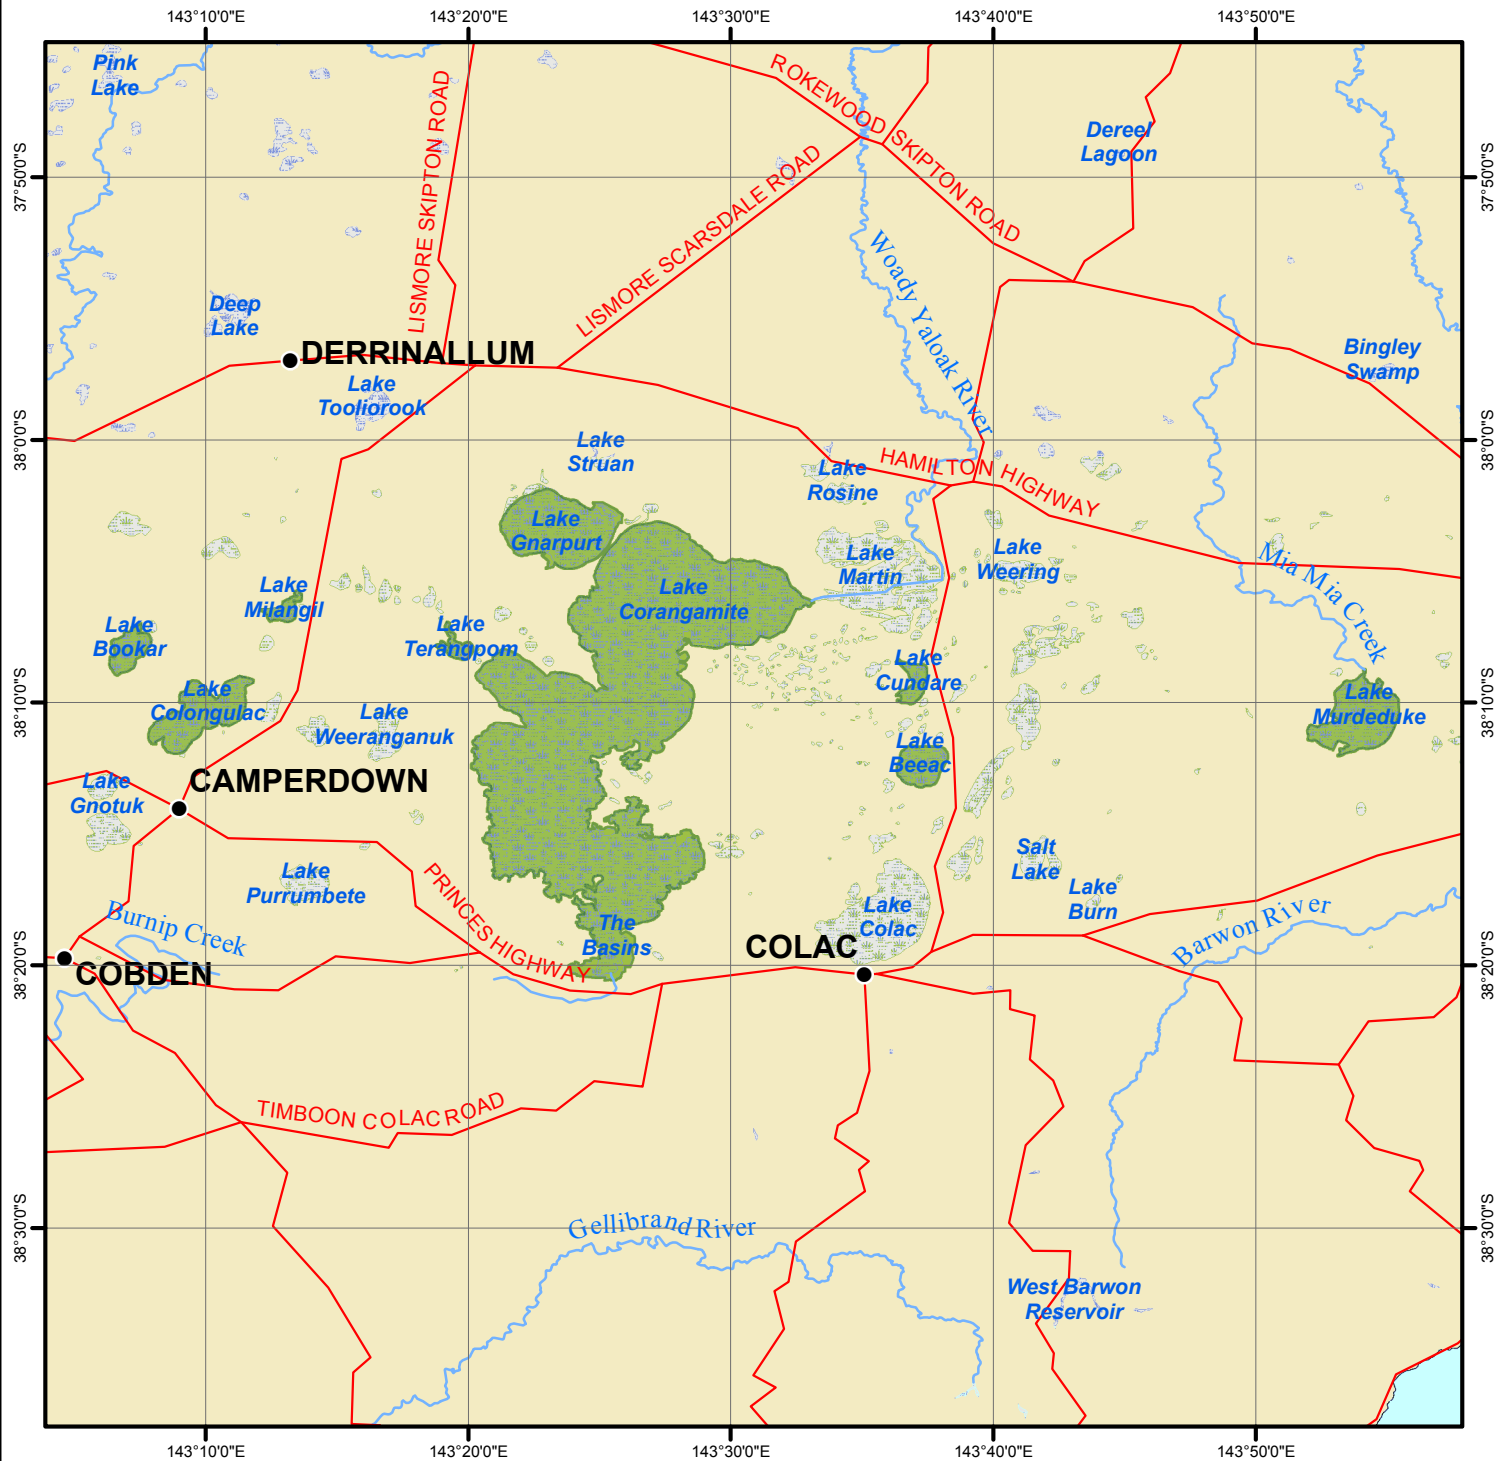 143°10'0"E
143°20'0"E
143°30'0"E
143°40'0"E
143°50'0"E
Pink
Lake
LISMORE SKIPTON ROAD
ROKEWOOD SKIPTON ROAD
Dereel
Lagoon
37°50'0"S
37°50'0"S
LISMORE SCARSDALE ROAD
Woady Yaloak River
Deep
Lake
DERRINALLUM
Bingley
Swamp
Lake
Tooliorook
38°0'0"S
38°0'0"S
Lake
Struan
Lake
Rosine
HAMILTON HIGHWAY
Lake
Gnarpurt
Lake
Martin
Lake
Weering
Mia Mia Creek
Lake
Milangil
Lake
Corangamite
Lake
Bookar
Lake
Terangpom
Lake
Cundare
38°10'0"S
38°10'0"S
Lake
Colongulac
Lake
Weeranganuk
Lake
Murdeduke
Lake
Beeac
CAMPERDOWN
Lake
Gnotuk
Lake
Purrumbete
PRINCES HIGHWAY
Salt
Lake
Lake
Burn
Burnip Creek
The
Basins
Lake
Colac
COLAC
Barwon River
38°20'0"S
38°20'0"S
COBDEN
TIMBOON COLAC ROAD
38°30'0"S
38°30'0"S
Gellibrand River
West Barwon
Reservoir
143°10'0"E
143°20'0"E
143°30'0"E
143°40'0"E
143°50'0"E